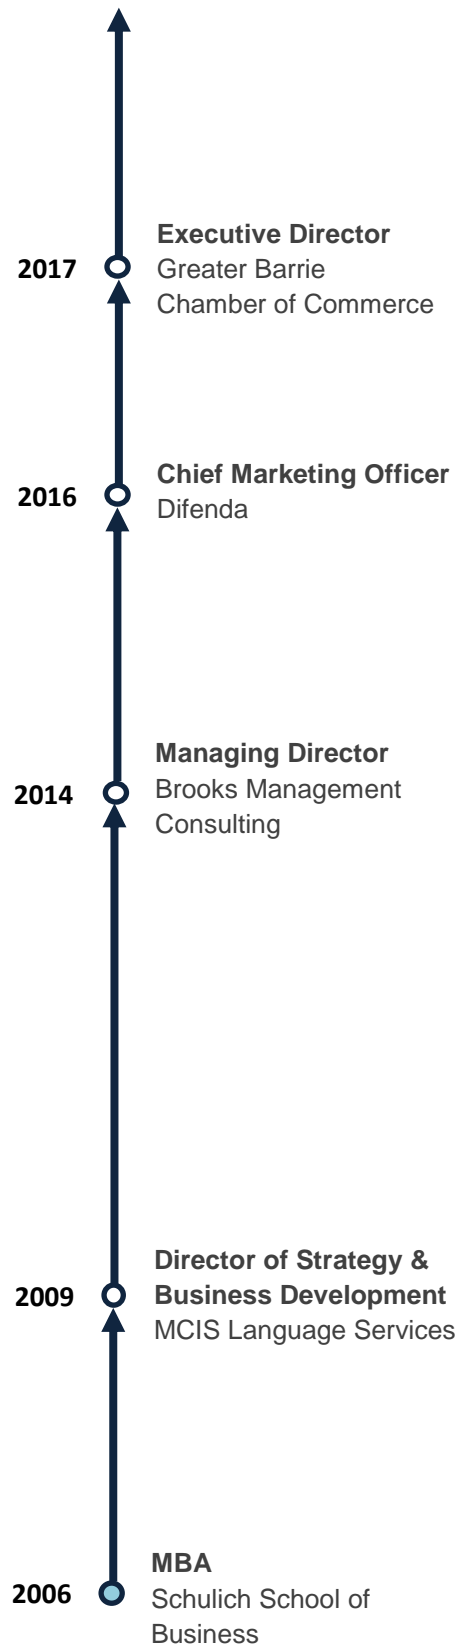 2017
Executive Director
Greater Barrie
Chamber of Commerce
2016
Chief Marketing Officer
Difenda
2014
Managing Director
Brooks Management
Consulting
2009
Director of Strategy &
Business Development
MCIS Language Services
2006
MBA
Schulich School of
Business